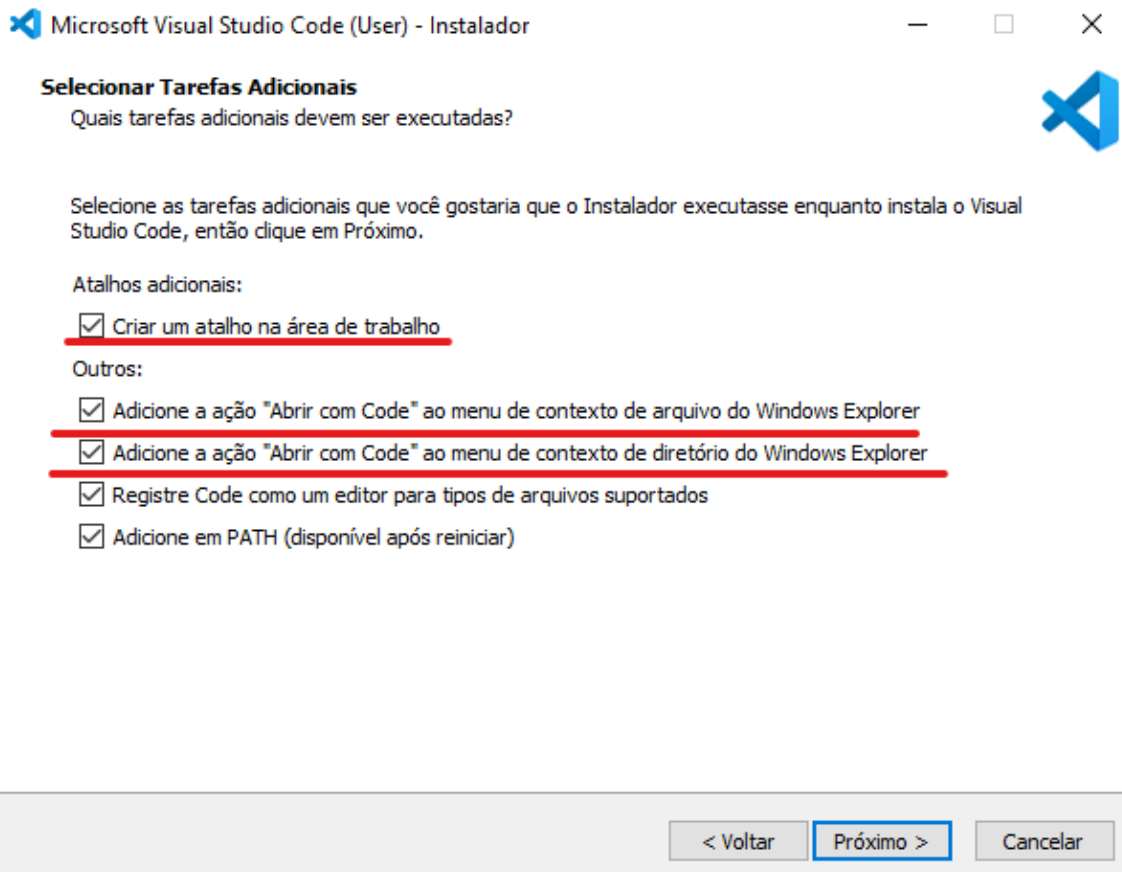 Microsoft Visual Studio Code (User) - Instalador
Selecionar Tarefas Adicionais
Quais tarefas adicionais devem ser executadas?
Selecione as tarefas adicionais que você gostaria que o Instalador executasse enquanto instala o Visual
Studio Code, então clique em Próximo.
Atalhos adicionais:
Criar um atalho na área de trabalho
Outros:
Adicione a ação "Abrir com Code" ao menu de contexto de arquivo do Windows Explorer
Adicione a ação "Abrir com Code" ao menu de contexto de diretório do Windows Explorer
Registre Code como um editor para tipos de arquivos suportados
Adicione em PATH (disponível após reiniciar)
< Voltar Próximo > Cancelar